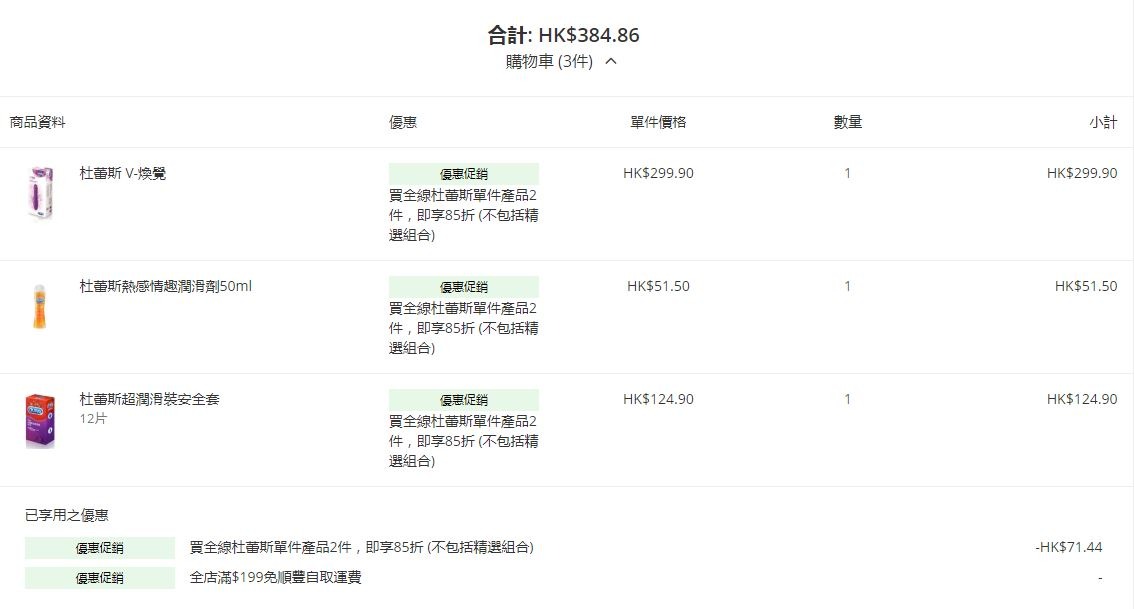 合計: HK$384.86
購物車 (3件)
商品資料 優惠 單件價格 數量 小計
杜蕾斯 V-煥覺 優惠促銷 HK$299.90 1 HK$299.90
買全線杜蕾斯單件產品2
件，即享85折 (不包括精
選組合)
杜蕾斯熱感情趣潤滑劑50ml 優惠促銷 HK$51.50 1 HK$51.50
買全線杜蕾斯單件產品2
件，即享85折 (不包括精
選組合)
杜蕾斯超潤滑裝安全套 優惠促銷 HK$124.90 1 HK$124.90
12片
買全線杜蕾斯單件產品2
件，即享85折 (不包括精
選組合)
已享用之優惠
優惠促銷 買全線杜蕾斯單件產品2件，即享85折 (不包括精選組合) -HK$71.44
優惠促銷 全店滿$199免順豐自取運費 -